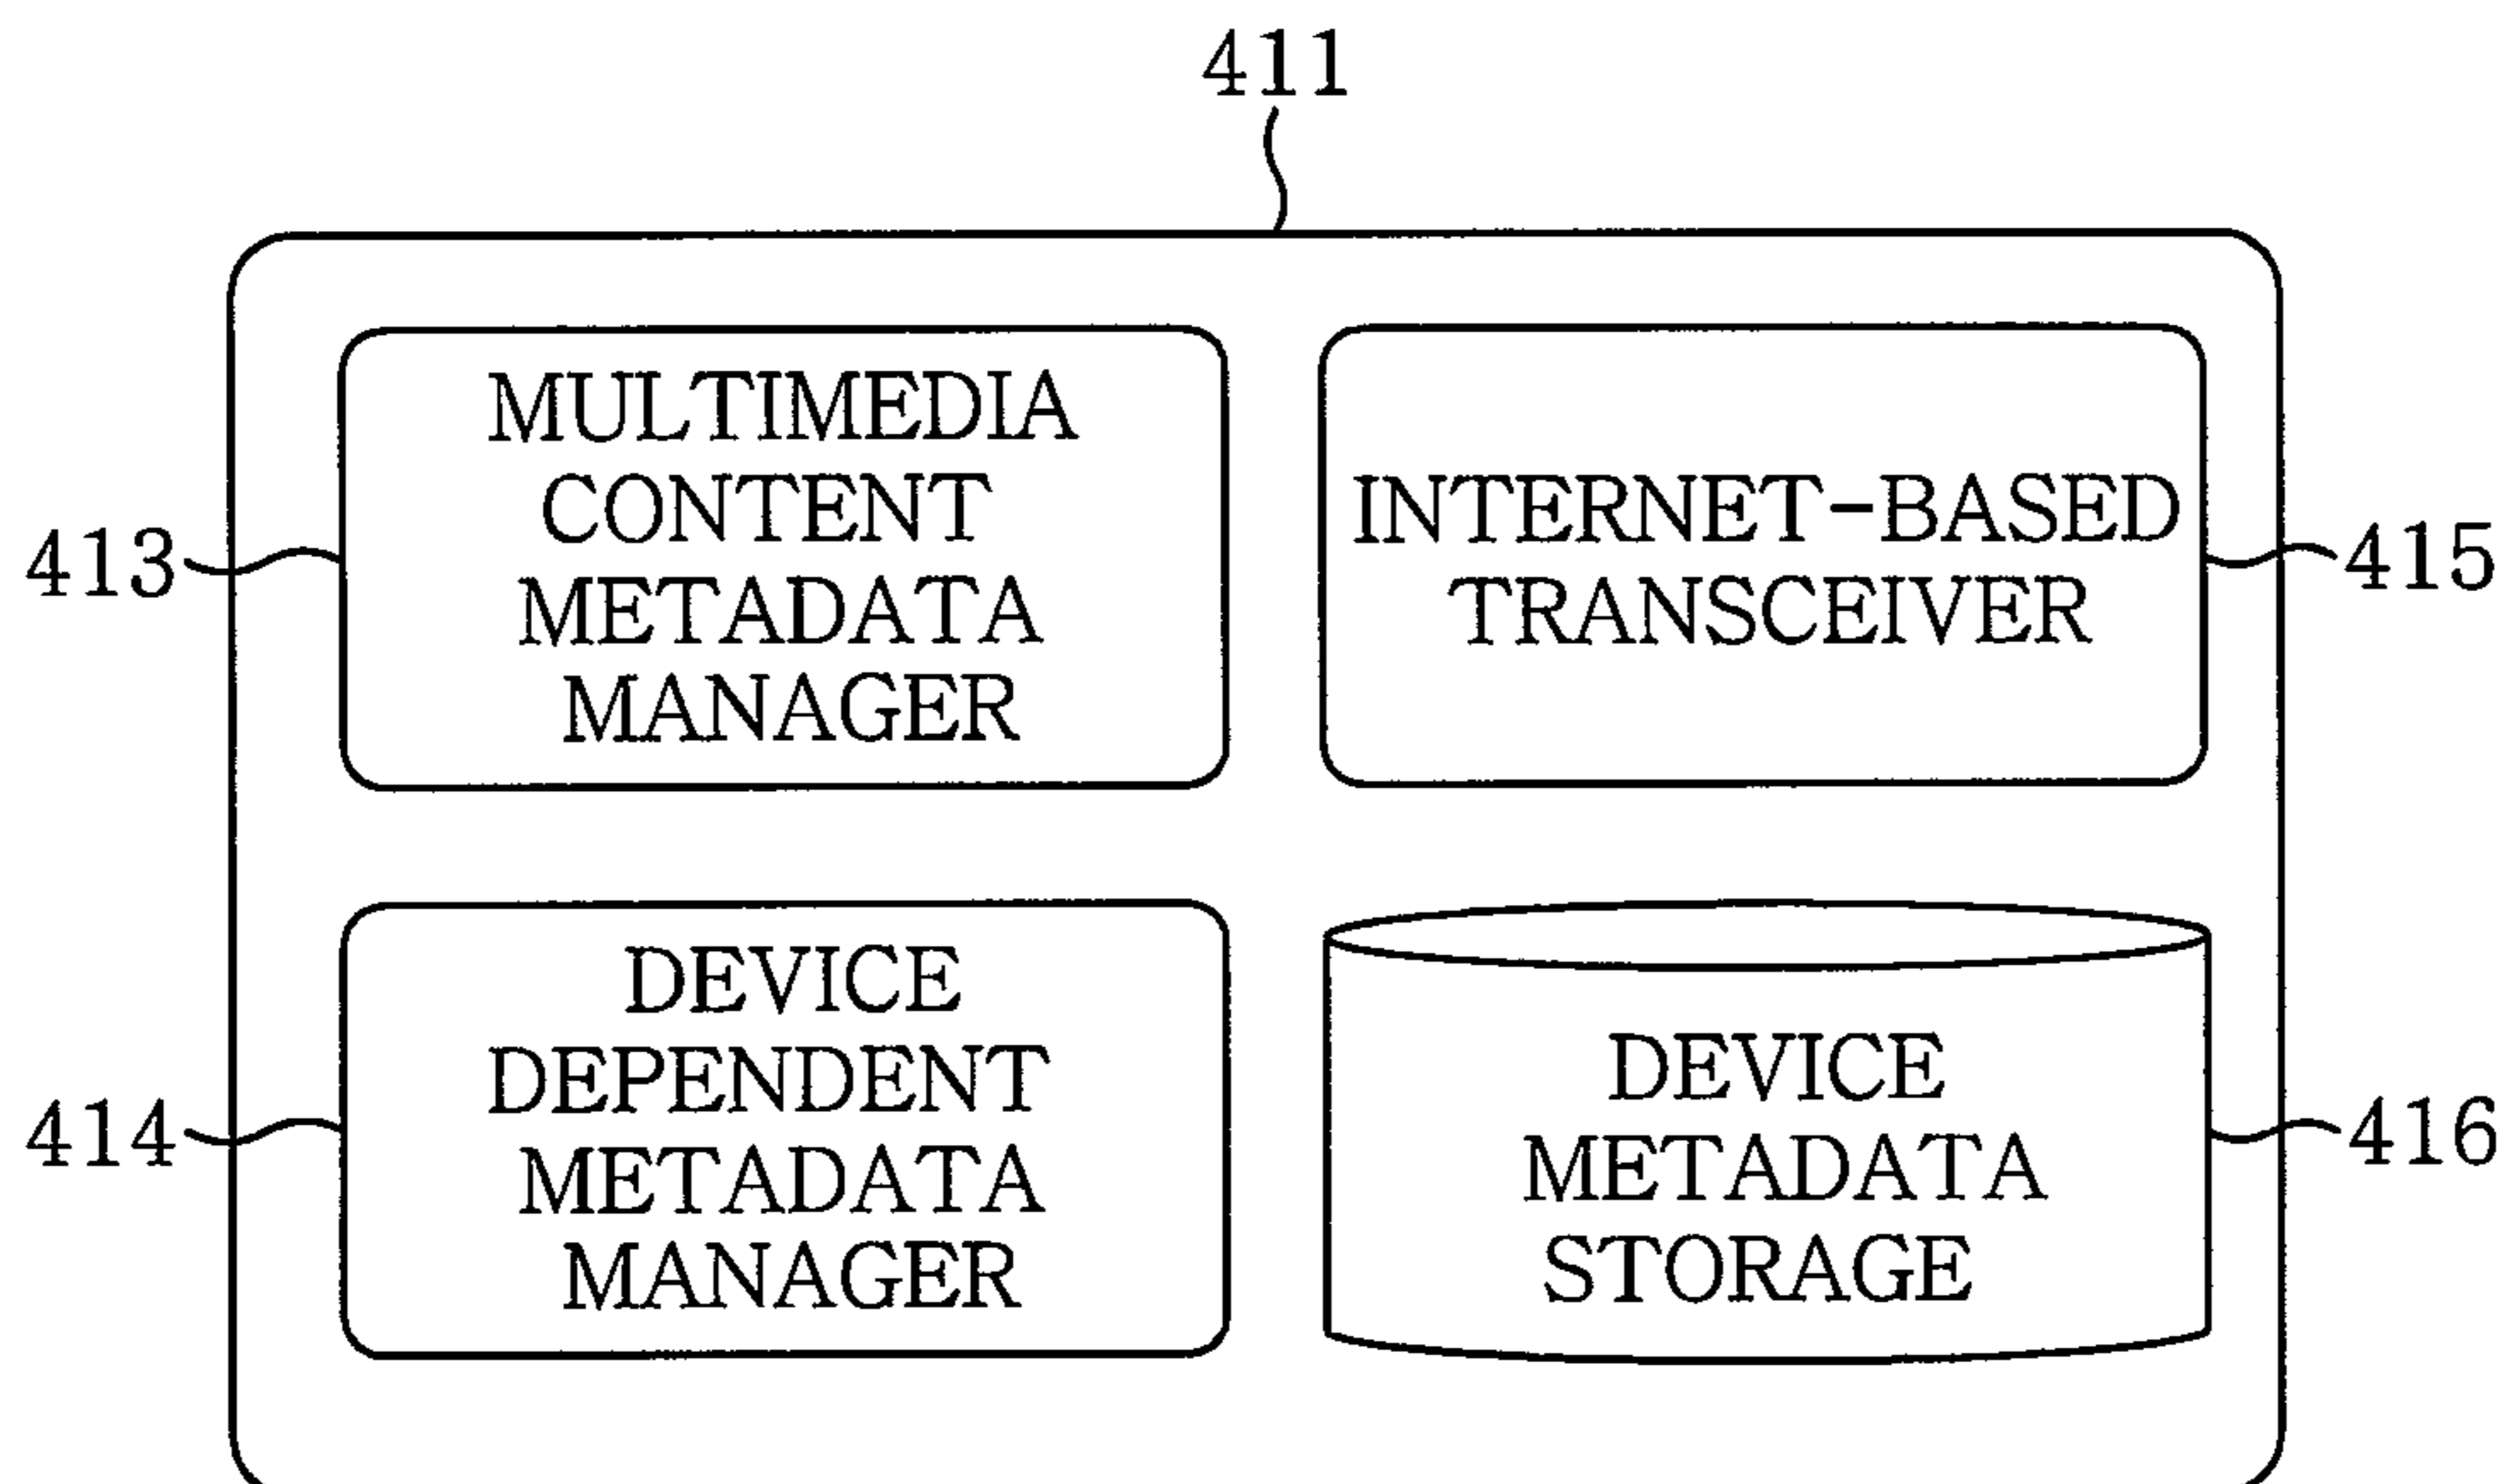 411
MULTIMEDIA
CONTENT
METADATA
MANAGER
413
INTERNET-BASED
TRANSCEIVER
415
DEVICE
DEPENDENT
METADATA
MANAGER
414
DEVICE
METADATA
STORAGE
416